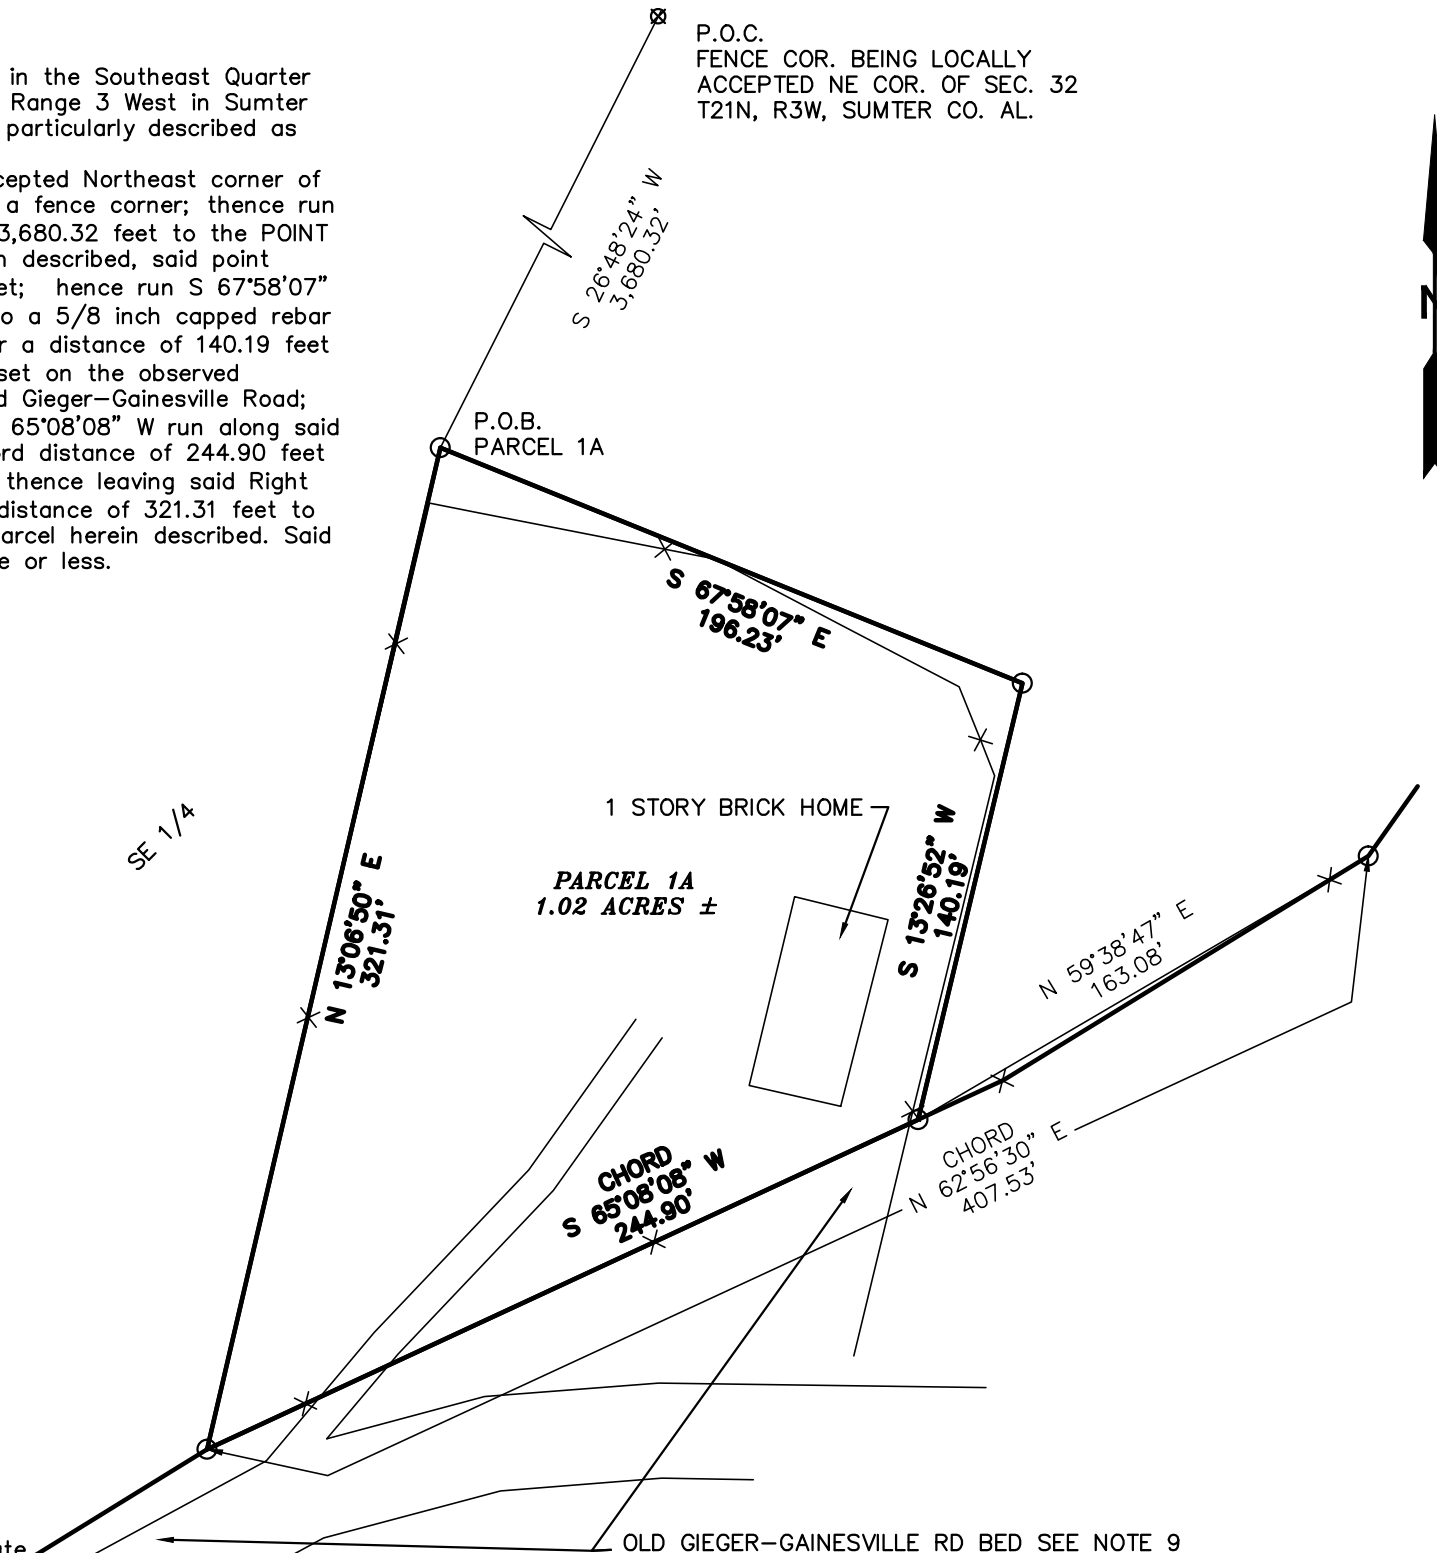 P.O.C.
FENCE COR. BEING LOCALLY
ACCEPTED NE COR. OF SEC. 32
T21N, R3W, SUMTER CO. AL.
in the Southeast Quarter
Range 3 West in Sumter
particularly described as
cepted Northeast corner of
a fence corner; thence run
3,680.32 feet to the POINT
n described, said point
et; hence run S 67°58'07"
o a 5/8 inch capped rebar
r a distance of 140.19 feet
set on the observed
d Gieger-Gainesville Road;
65°08'08" W run along said
rd distance of 244.90 feet
thence leaving said Right
distance of 321.31 feet to
arcel herein described. Said
e or less.
S 26°48'24" W
3,680.32'
N
P.O.B.
PARCEL 1A
S 67°58'07" E
196.23'
SE 1/4
1 STORY BRICK HOME
PARCEL 1A
1.02 ACRES ±
N 13°06'50" E
321.31'
S 13°26'52" W
140.19'
N 59°38'47" E
163.08'
CHORD
S 65°08'08" W
244.90'
CHORD
N 62°56'30" E
407.53'
OLD GIEGER-GAINESVILLE RD BED SEE NOTE 9